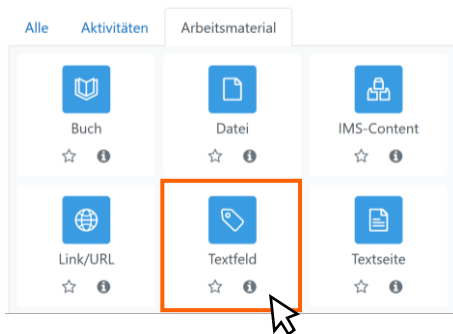 Alle Aktivitäten Arbeitsmaterial
Buch Datei IMS-Content
Link/URL Textfeld Textseite